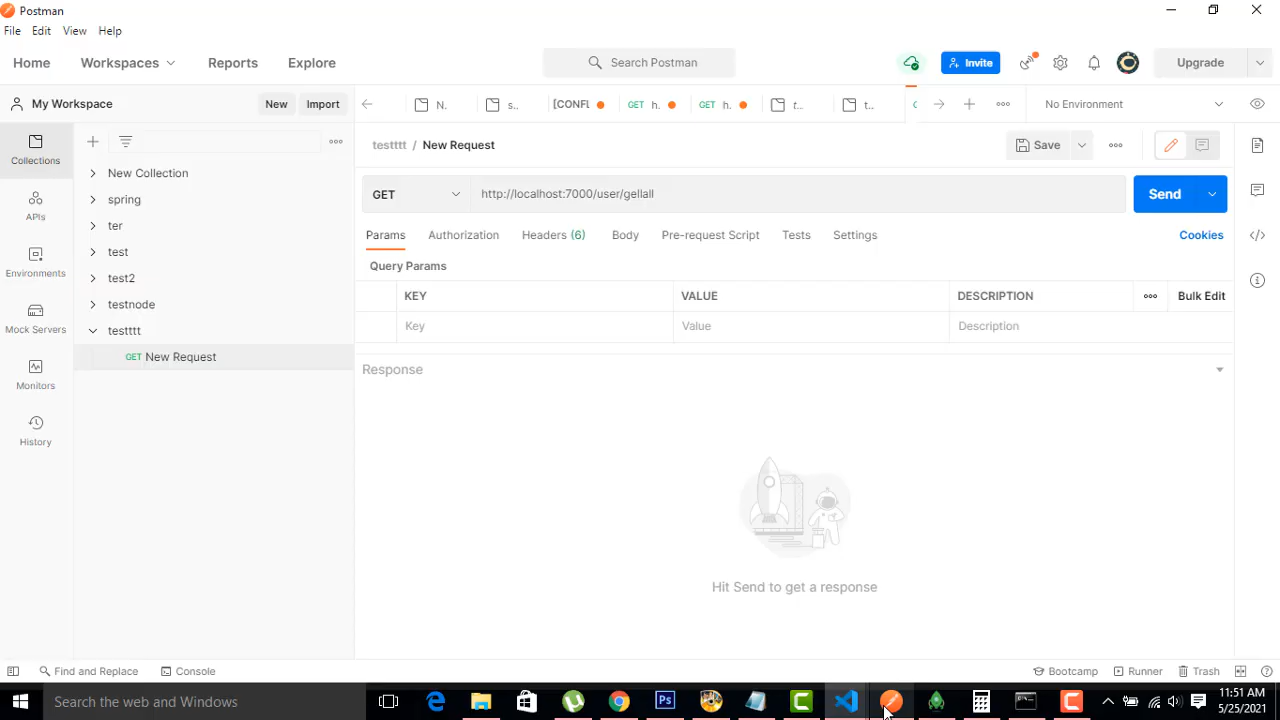 Postman
File Edit View Help
Home Workspaces Reports Explore Search Postman Invite Upgrade
My Workspace New Import N. s.. [CONFL GET h. GET h. t.. t.. No Environment
Collections
APIs
Environments
Mock Servers
Monitors
History
New Collection
spring
ter
test
test2
testnode
testttt
GET New Request
testttt / New Request Save
GET http://localhost:7000/user/gellall Send
Params Authorization Headers (6) Body Pre-request Script Tests Settings Cookies
Query Params
KEY VALUE DESCRIPTION Bulk Edit
Key Value Description
Response
Hit Send to get a response
Find and Replace Console Bootcamp Runner Trash
Search the web and Windows
Ps
11:51 AM
5/25/2021